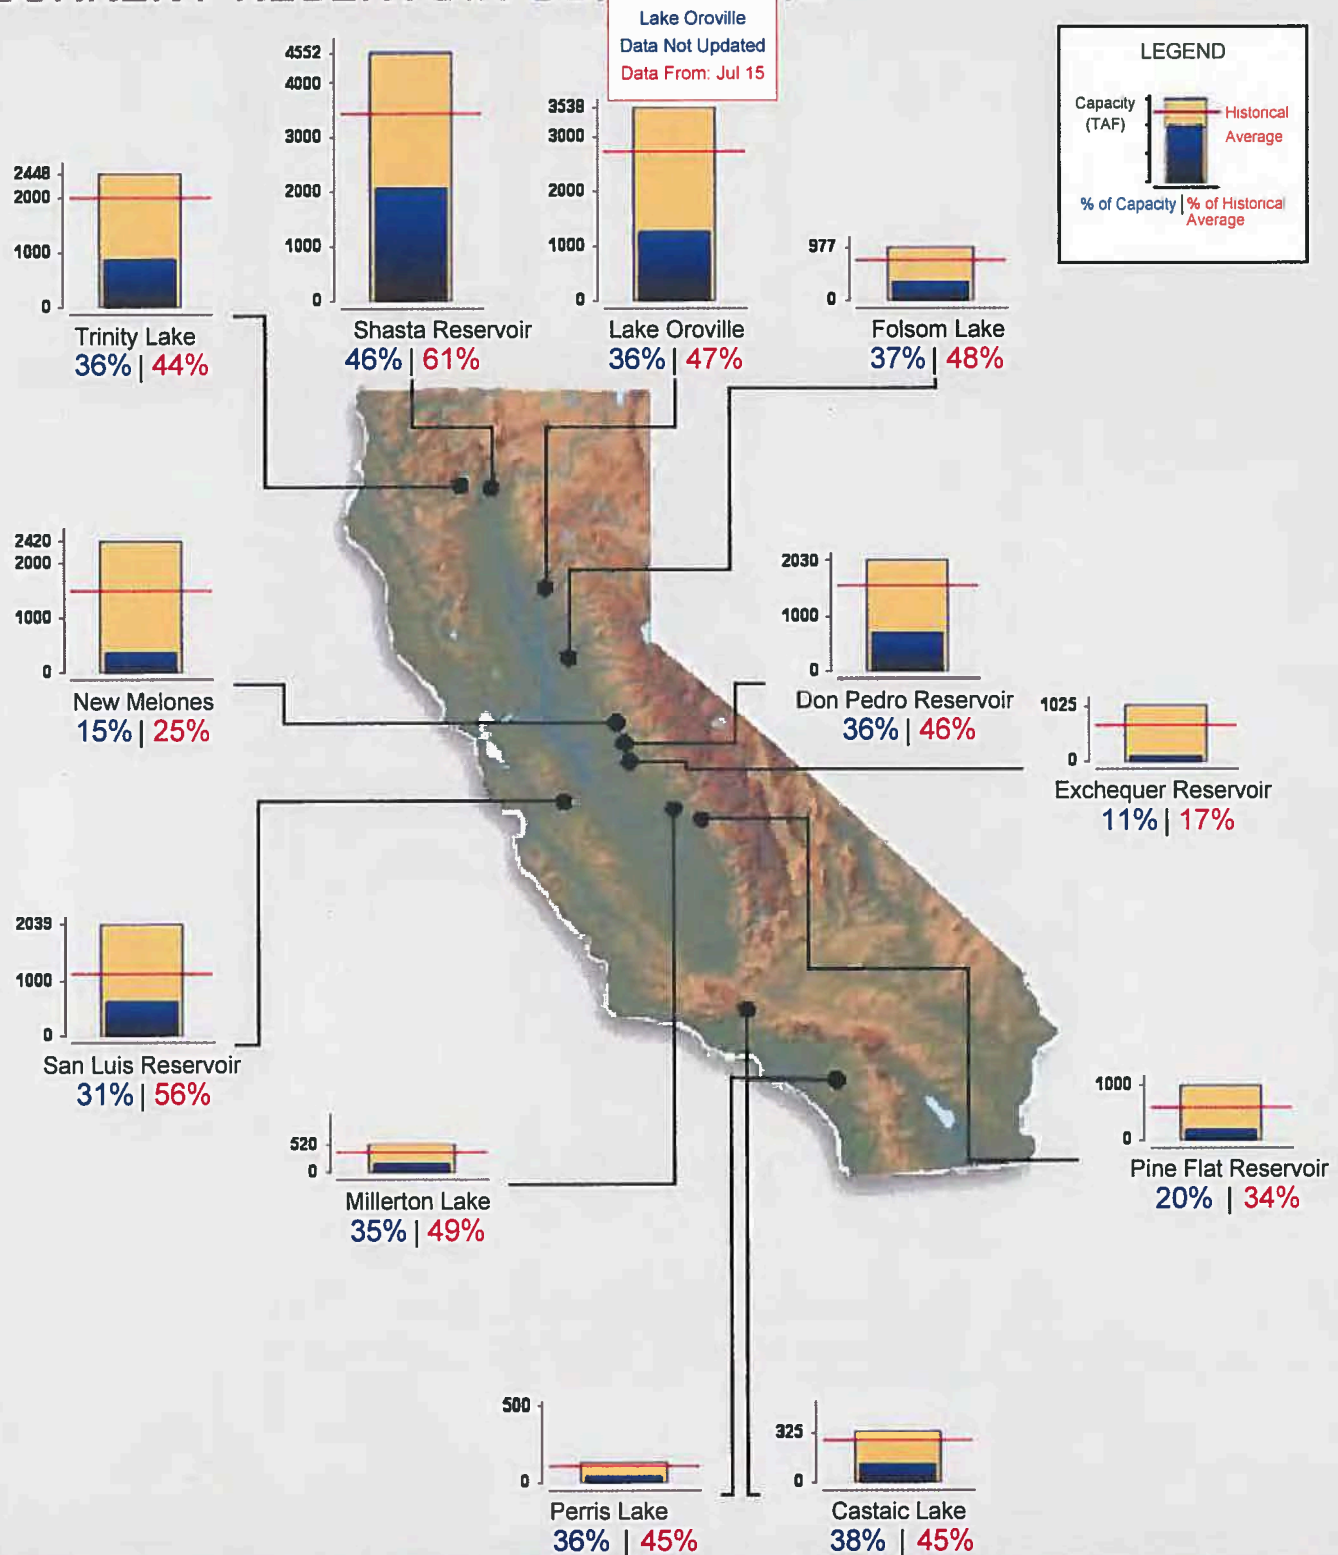 Lake Oroville
Data Not Updated
Data From: Jul 15
LEGEND
Capacity
(TAF)
Historical
Average
% of Capacity | % of Historical
Average
4552
4000
3000
2000
1000
0
Shasta Reservoir
46% | 61%
3538
3000
2000
1000
0
Lake Oroville
36% | 47%
2448
2000
1000
0
Trinity Lake
36% | 44%
977
0
Folsom Lake
37% | 48%
2420
2000
1000
0
New Melones
15% | 25%
2030
1000
0
Don Pedro Reservoir
36% | 46%
1025
0
Exchequer Reservoir
11% | 17%
2039
1000
0
San Luis Reservoir
31% | 56%
520
0
Millerton Lake
35% | 49%
1000
0
Pine Flat Reservoir
20% | 34%
500
0
Perris Lake
36% | 45%
325
0
Castaic Lake
38% | 45%